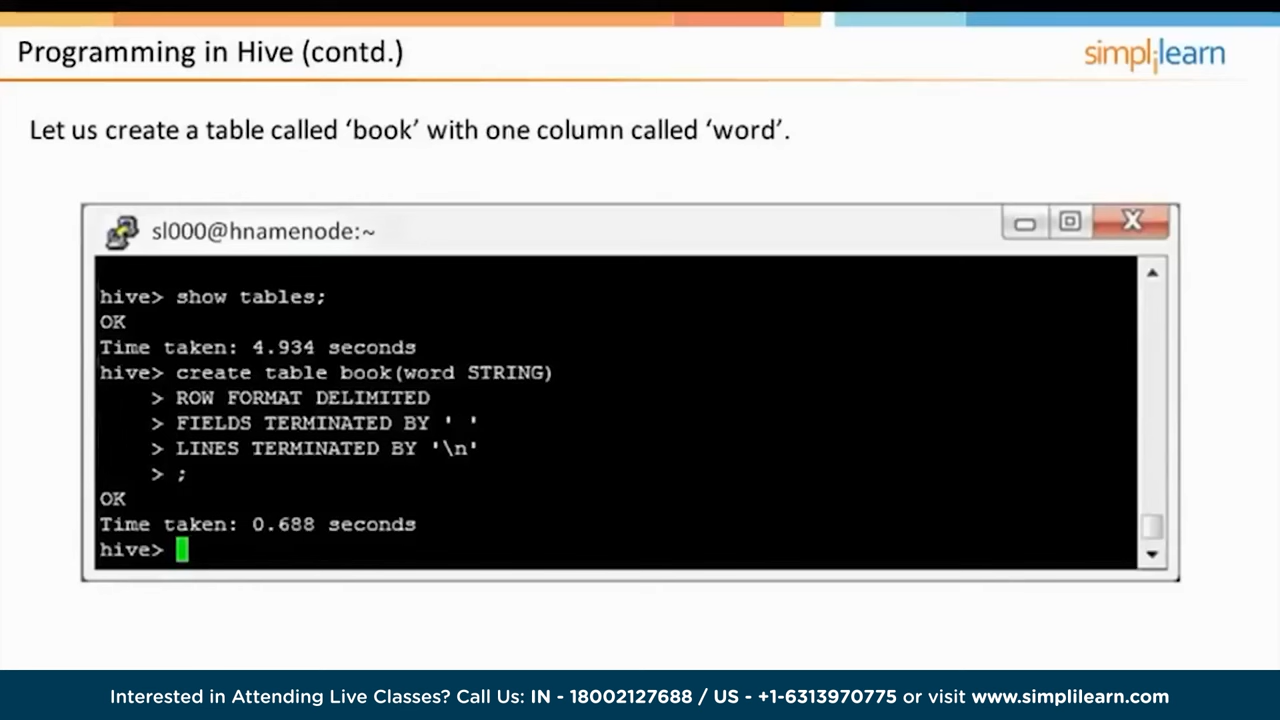 Programming in Hive (contd.)
simplilearn
Let us create a table called ‘book’ with one column called ‘word’.
sl000@hnamenode:~
hive> show tables;
OK
Time taken: 4.934 seconds
hive> create table book(word STRING)
> ROW FORMAT DELIMITED
> FIELDS TERMINATED BY ' '
> LINES TERMINATED BY '\n'
> ;
OK
Time taken: 0.688 seconds
hive>
Interested in Attending Live Classes? Call Us: IN - 18002127688 / US - +1-6313970775 or visit www.simplilearn.com